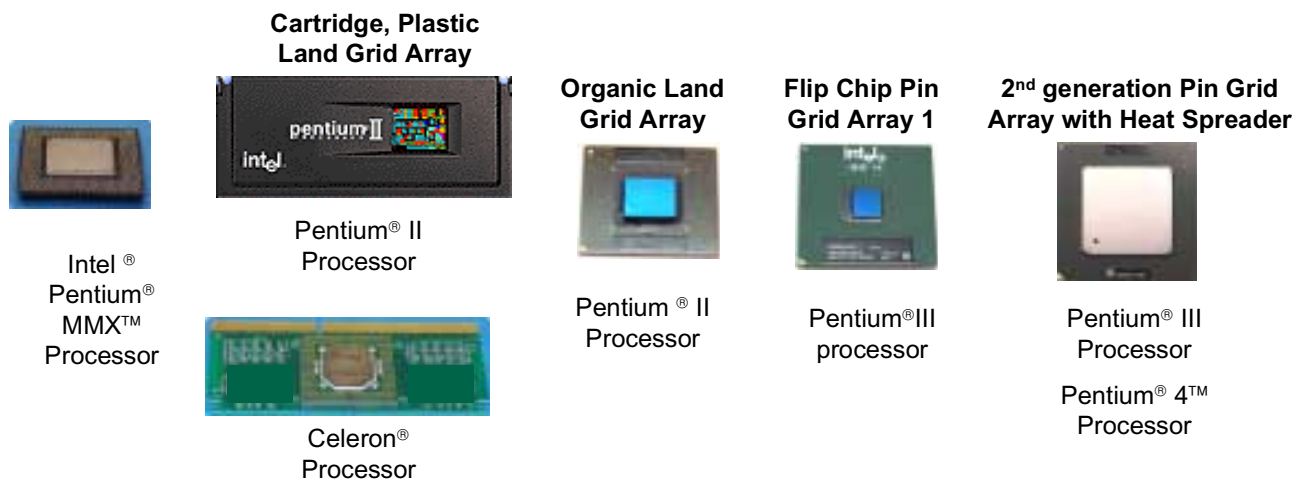 Cartridge, Plastic
Land Grid Array
pentium II
intel
Pentium® II
Processor
Intel ®
Pentium®
MMX™
Processor
Celeron®
Processor
Organic Land
Grid Array
Pentium ® II
Processor
Flip Chip Pin
Grid Array 1
intel
Pentium®III
processor
2nd generation Pin Grid
Array with Heat Spreader
Pentium® III
Processor
Pentium® 4™
Processor